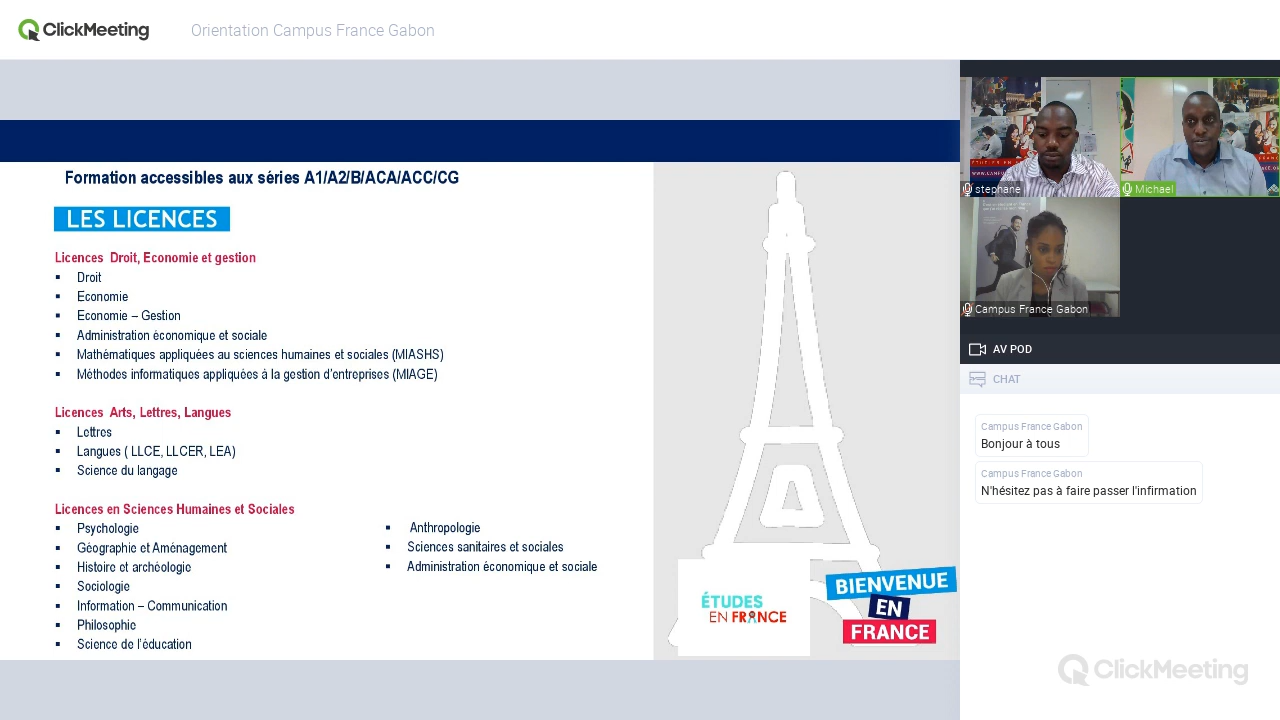 ClickMeeting
Orientation Campus France Gabon
Formation accessibles aux séries A1/A2/B/ACA/ACC/CG
LES LICENCES
Licences Droit, Economie et gestion
▪ Droit
▪ Economie
▪ Economie – Gestion
▪ Administration économique et sociale
▪ Mathématiques appliquées au sciences humaines et sociales (MIASHS)
▪ Méthodes informatiques appliquées à la gestion d'entreprises (MIAGE)
Licences Arts, Lettres, Langues
▪ Lettres
▪ Langues ( LLCE, LLCER, LEA)
▪ Science du langage
Licences en Sciences Humaines et Sociales
▪ Psychologie
▪ Géographie et Aménagement
▪ Histoire et archéologie
▪ Sociologie
▪ Information – Communication
▪ Philosophie
▪ Science de l'éducation
▪ Anthropologie
▪ Sciences sanitaires et sociales
▪ Administration économique et sociale
ÉTUDES
EN FRANCE
BIENVENUE
EN
FRANCE
stephane
Michael
Campus France Gabon
AV POD
CHAT
Campus France Gabon
Bonjour à tous
Campus France Gabon
N'hésitez pas à faire passer l'infirmation
ClickMeeting